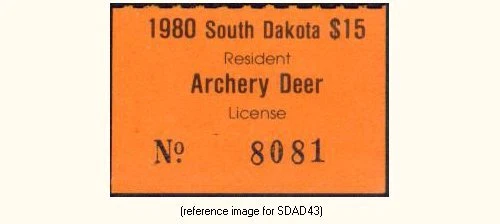 1980 South Dakota $15
Resident
Archery Deer
License
Nº 8081
(reference image for SDAD43)